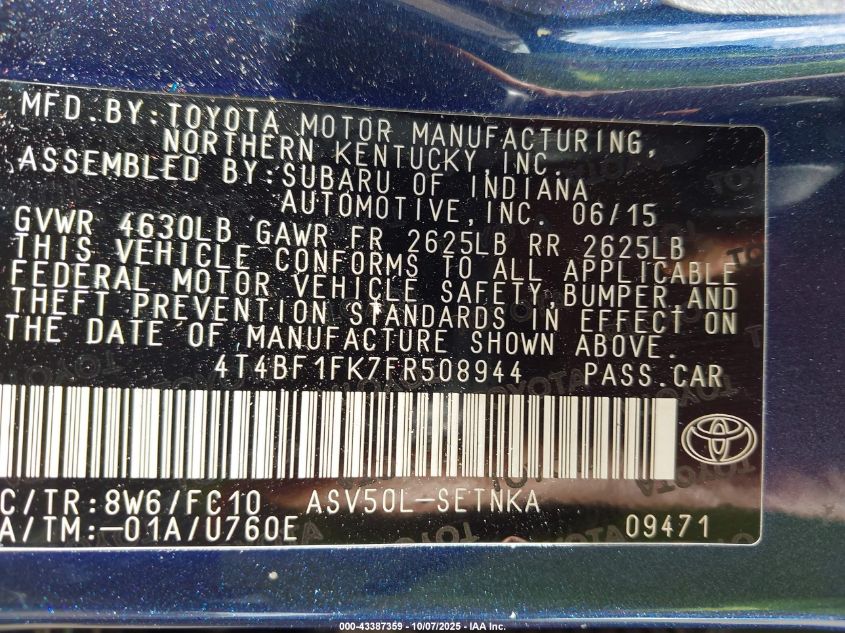 MFD.BY:TOYOTA MOTOR MANUFACTURING,
NORTHERN KENTUCKY,INC.
ASSEMBLED BY:SUBARU OF INDIANA
AUTOMOTIVE,INC. 06/15
GVWR 4630LB GAWR FR 2625LB RR 2625LB
THIS VEHICLE CONFORMS TO ALL APPLICABLE
FEDERAL MOTOR VEHICLE SAFETY,BUMPER,AND
THEFT PREVENTION STANDARDS IN EFFECT ON
THE DATE OF MANUFACTURE SHOWN ABOVE.
4T4BF1FK7FR508944 PASS.CAR
C/TR:8W6/FC10 ASV50L-SETNKA
A/TM:-01A/U760E 09471
000-43387359 - 10/07/2025 - IAA Inc.